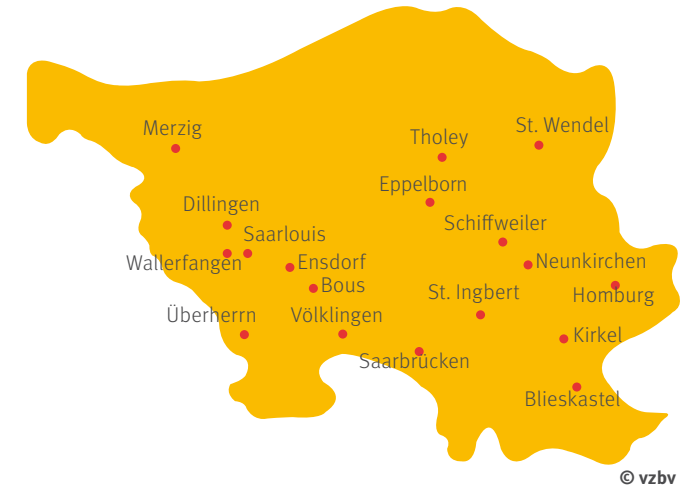 St. Wendel
Merzig
Tholey
Eppelborn
Dillingen
Schiffweiler
Saarlouis
Wallerfangen
Ensdorf
Neunkirchen
Bous
St. Ingbert
Homburg
Überherrn
Völklingen
Kirkel
Saarbrücken
Blieskastel
© vzbv